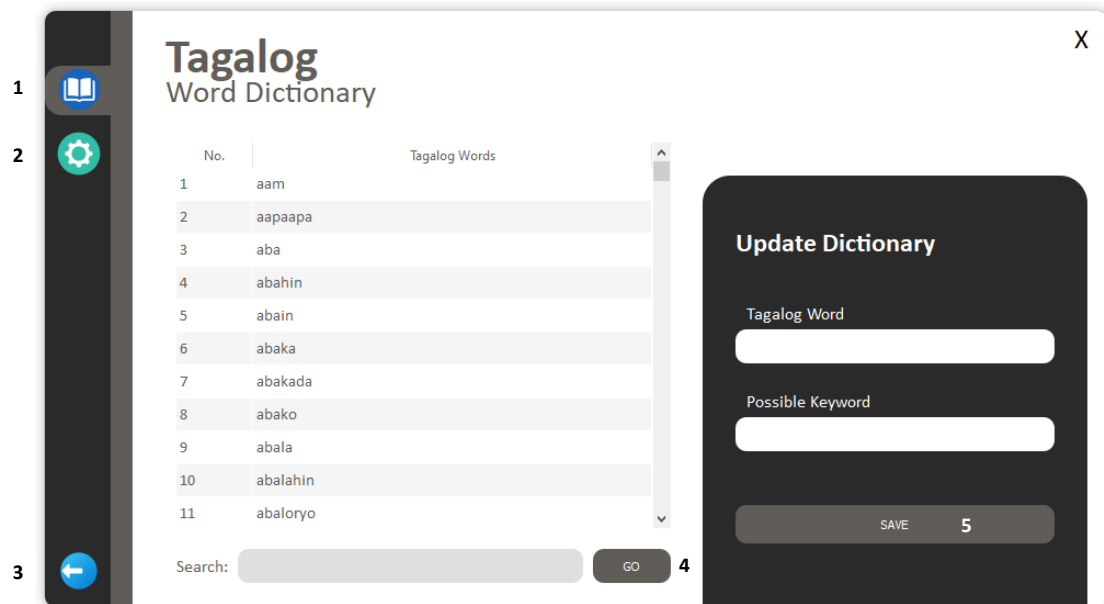 X
Tagalog
Word Dictionary
1
2
No. Tagalog Words
1 aam
2 aapaapa
3 aba
4 abahin
5 abain
6 abaka
7 abakada
8 abako
9 abala
10 abalahin
11 abaloryo
Update Dictionary
Tagalog Word
Possible Keyword
SAVE 5
3
Search: GO 4